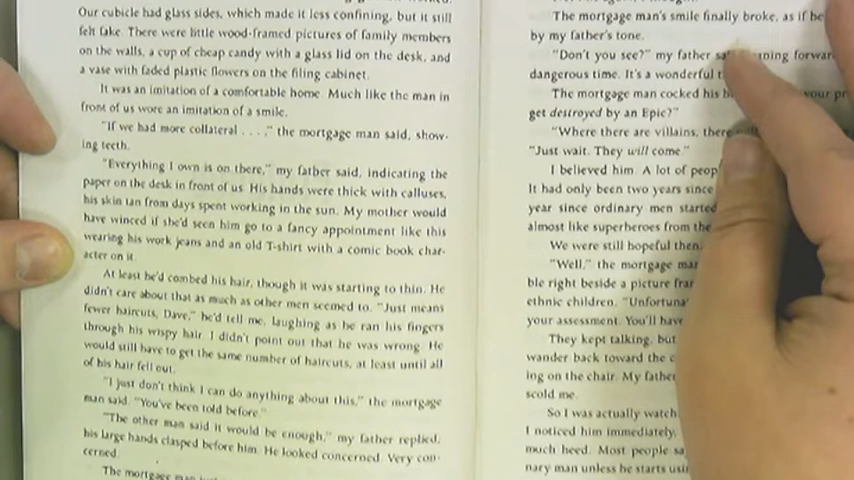 Our cubicle had glass sides, which made it less confining, but it still
felt fake. There were little wood-framed pictures of family members
on the walls, a cup of cheap candy with a glass lid on the desk, and
a vase with faded plastic flowers on the filing cabinet.
It was an imitation of a comfortable home. Much like the man in
front of us wore an imitation of a smile.
"If we had more collateral . . . ," the mortgage man said, show-
ing teeth.
"Everything I own is on there," my father said, indicating the
paper on the desk in front of us. His hands were thick with calluses,
his skin tan from days spent working in the sun. My mother would
have winced if she'd seen him go to a fancy appointment like this
wearing his work jeans and an old T-shirt with a comic book char-
acter on it.
At least he'd combed his hair, though it was starting to thin. He
didn't care about that as much as other men seemed to. "Just means
fewer haircuts, Dave," he'd tell me, laughing as he ran his fingers
through his wispy hair. I didn't point out that he was wrong. He
would still have to get the same number of haircuts, at least until all
of his hair fell out.
"I just don't think I can do anything about this," the mortgage
man said. "You've been told before."
"The other man said it would be enough," my father replied,
his large hands clasped before him. He looked concerned. Very con-
cerned.
The mortgage man
The mortgage man's smile finally broke, as if he
by my father's tone.
"Don't you see?" my father forwar
dangerous time. It's a wonderful
The mortgage man cocked his your
get destroyed by an Epic?"
"Where there are villains, there
"Just wait. They will come."
I believed him. A lot of peop
It had only been two years since
year since ordinary men started
almost like superheroes from the
We were still hopeful then.
"Well," the mortgage man
ble right beside a picture fra
ethnic children. "Unfortuna
your assessment. You'll have
They kept talking, but
wander back toward the
ing on the chair. My father
scold me.
So I was actually watch
I noticed him immediately.
much heed. Most people sa
nary man unless he starts usin